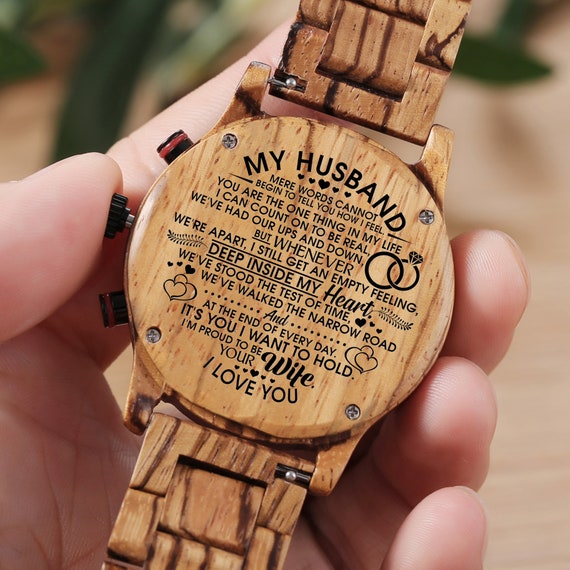 MY HUSBAND
MERE WORDS CANNOT
BEGIN TO TELL YOU HOW I FEEL
YOU ARE THE ONE THING IN MY LIFE
I CAN COUNT ON TO BE REAL.
WE'VE HAD OUR UPS AND DOWN,
BUT WHENEVER
WE'RE APART, I STILL GET AN EMPTY FEELING,
DEEP INSIDE MY Heart,
WE'VE STOOD THE TEST OF TIME,
WE'VE WALKED THE NARROW ROAD
And
AT THE END OF EVERY DAY.
IT'S YOU I WANT TO HOLD.
I'M PROUD TO BE
YOUR Wife.
I LOVE YOU